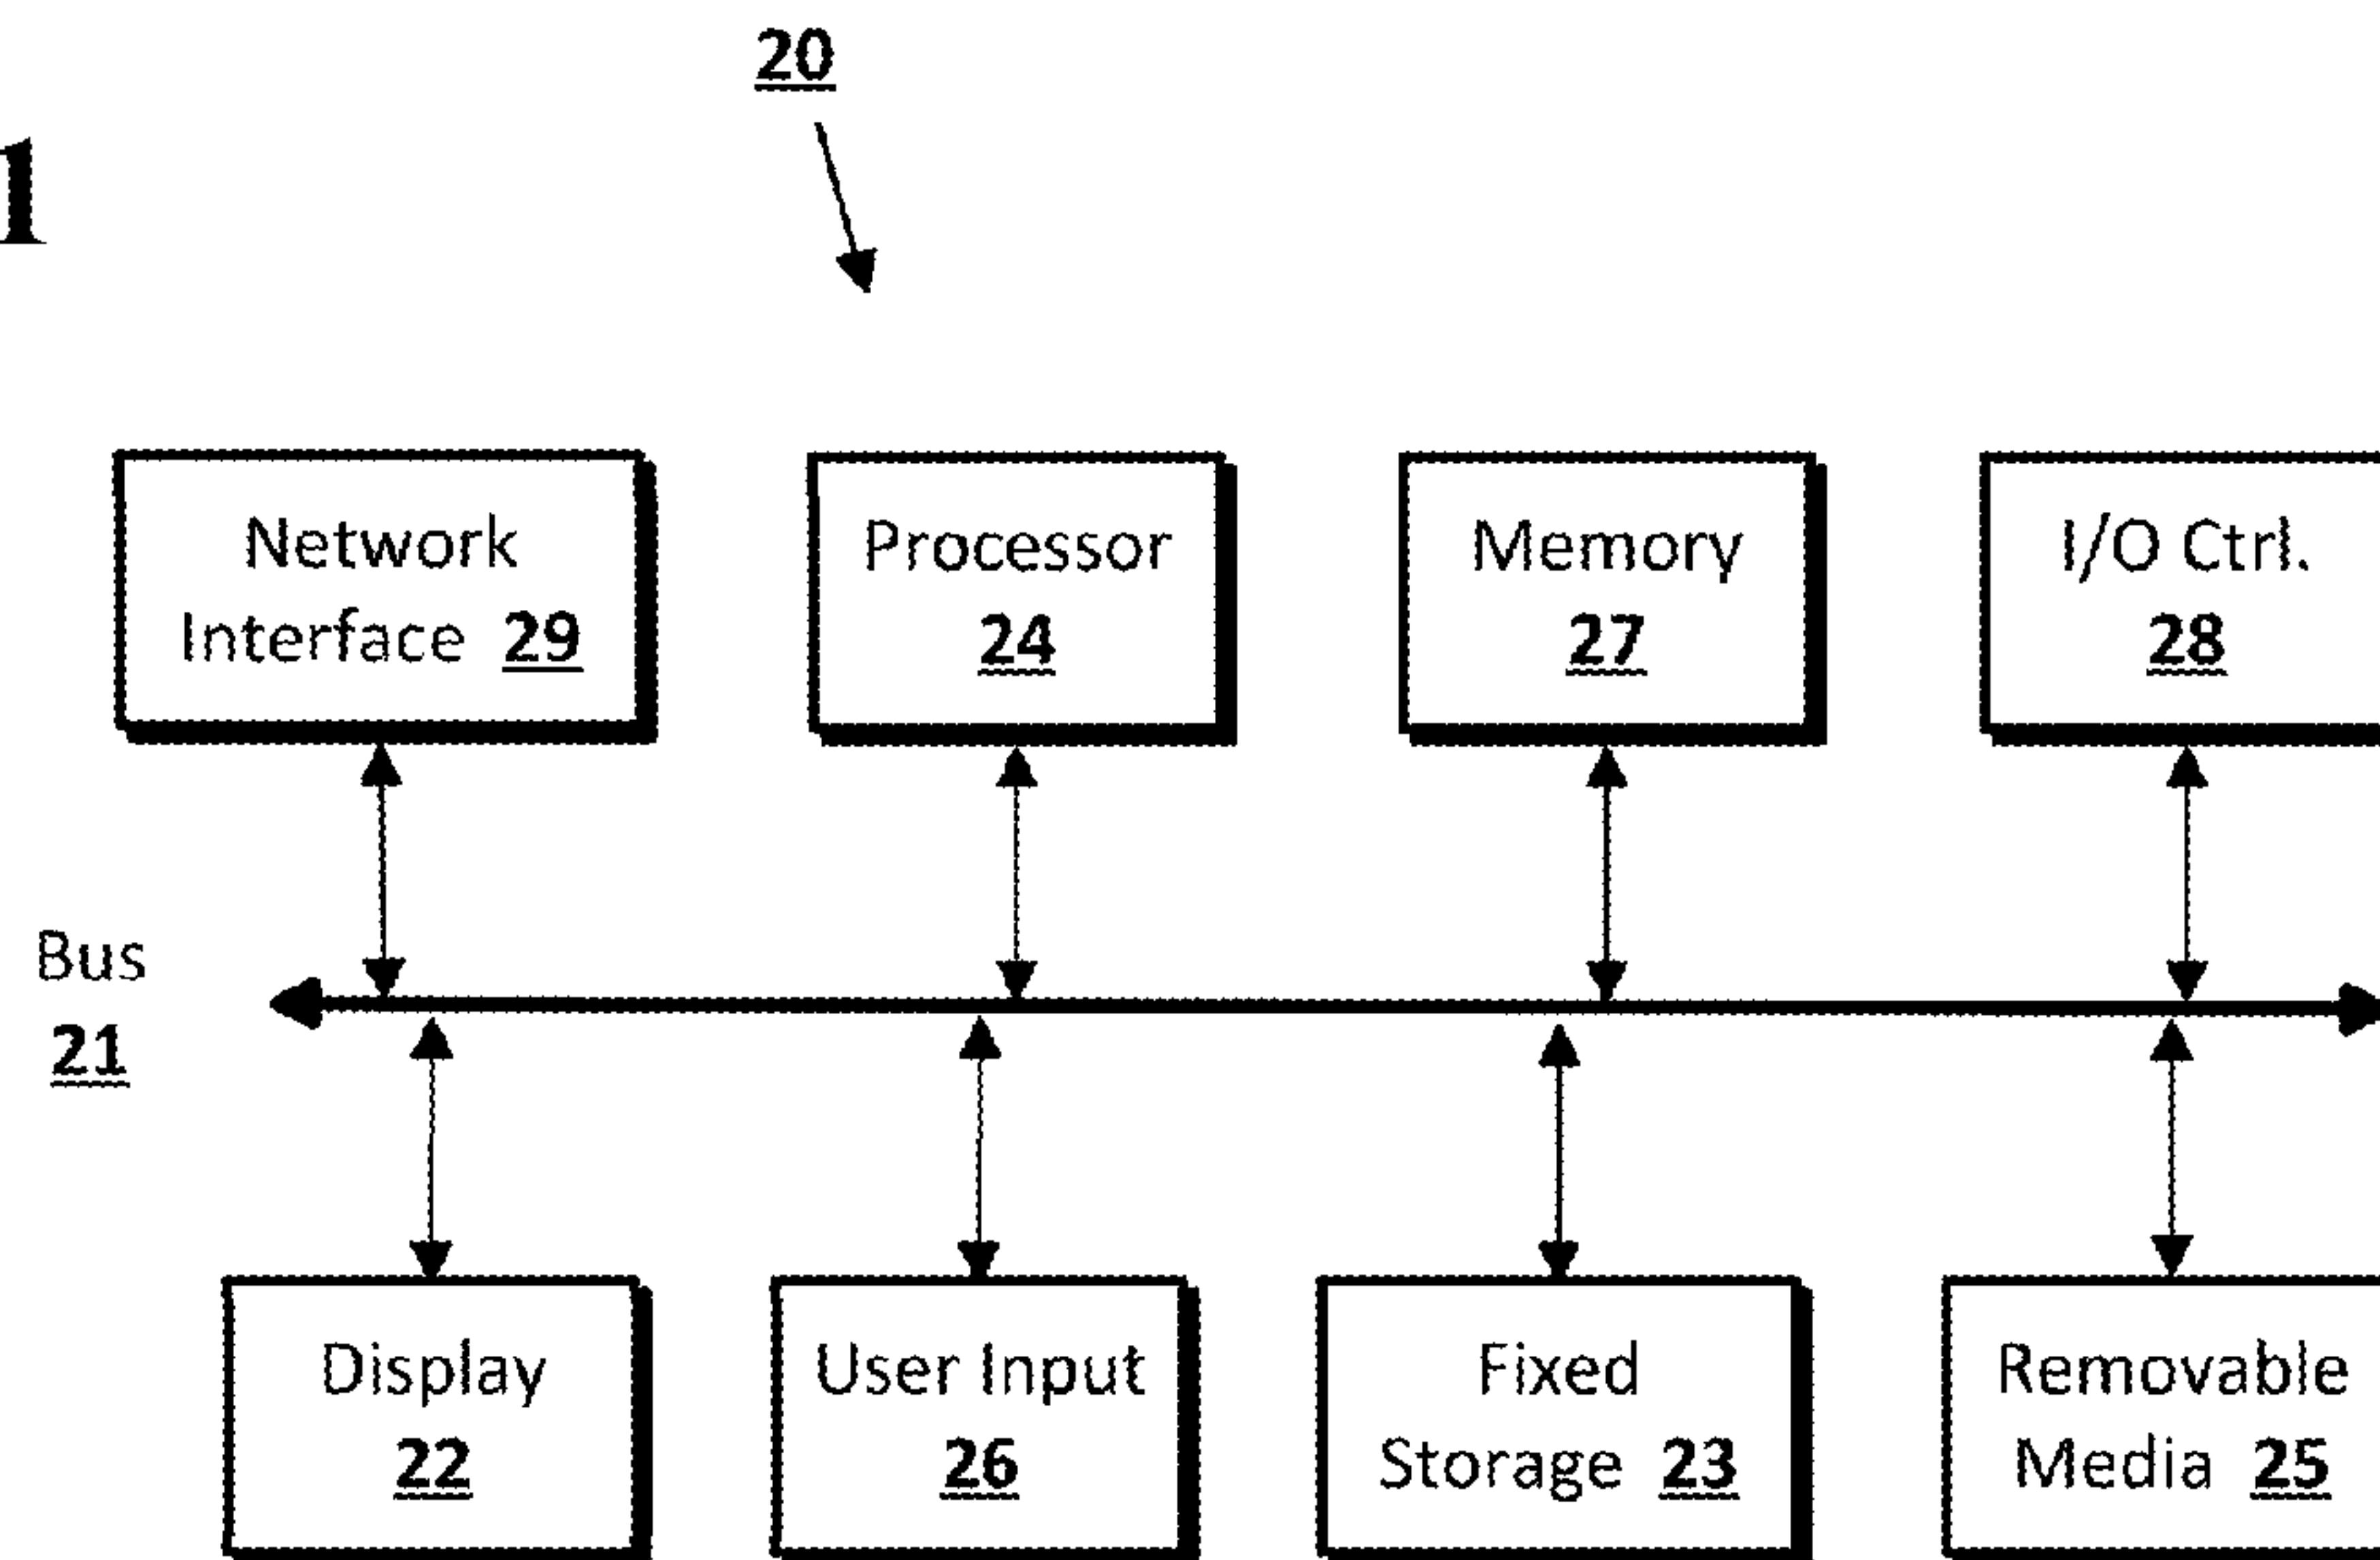 20
1
Network
Interface 29
Processor
24
Memory
27
I/O Ctrl.
28
Bus
21
Display
22
User Input
26
Fixed
Storage 23
Removable
Media 25